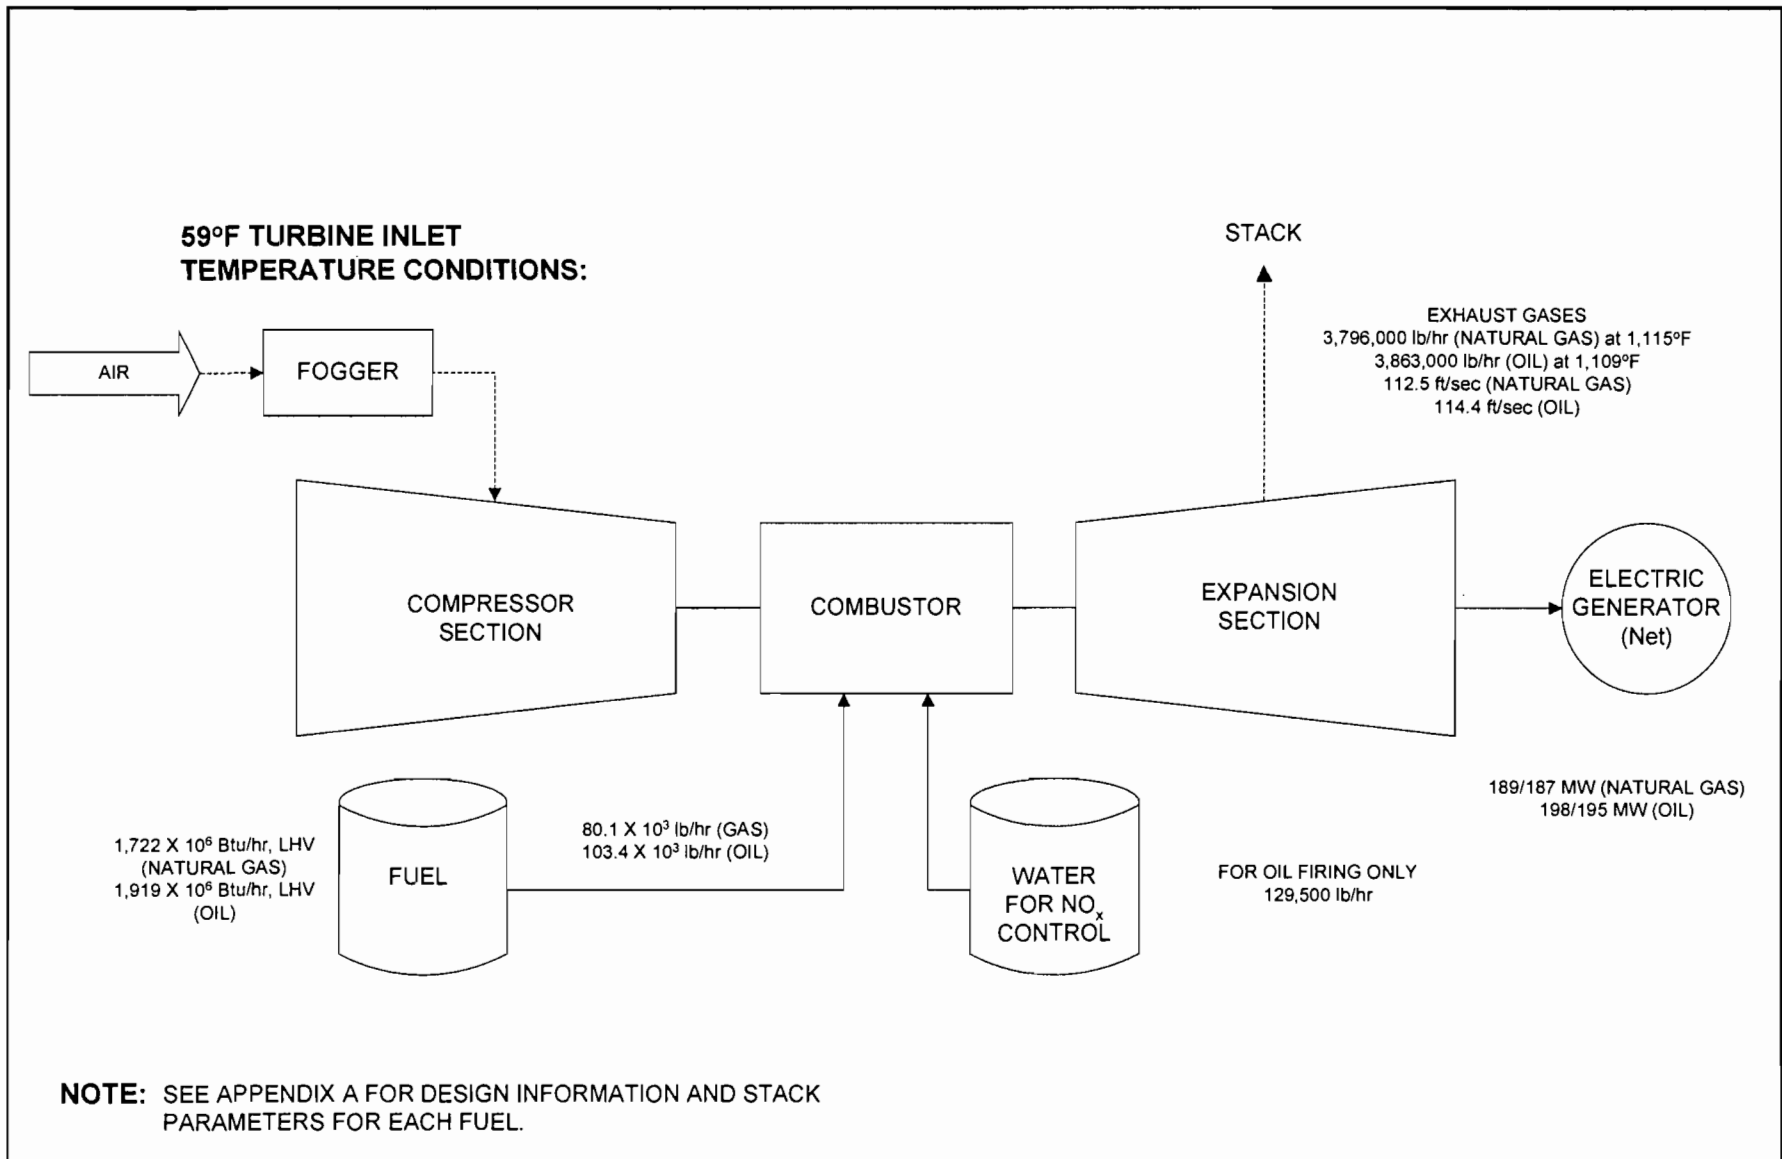 59°F TURBINE INLET
TEMPERATURE CONDITIONS:
STACK
EXHAUST GASES
3,796,000 lb/hr (NATURAL GAS) at 1,115°F
3,863,000 lb/hr (OIL) at 1,109°F
112.5 ft/sec (NATURAL GAS)
114.4 ft/sec (OIL)
AIR
FOGGER
COMPRESSOR
SECTION
COMBUSTOR
EXPANSION
SECTION
ELECTRIC
GENERATOR
(Net)
189/187 MW (NATURAL GAS)
198/195 MW (OIL)
1,722 X 10⁶ Btu/hr, LHV
(NATURAL GAS)
1,919 X 10⁶ Btu/hr, LHV
(OIL)
FUEL
80.1 X 10³ lb/hr (GAS)
103.4 X 10³ lb/hr (OIL)
WATER
FOR NOₓ
CONTROL
FOR OIL FIRING ONLY
129,500 lb/hr
NOTE: SEE APPENDIX A FOR DESIGN INFORMATION AND STACK
PARAMETERS FOR EACH FUEL.